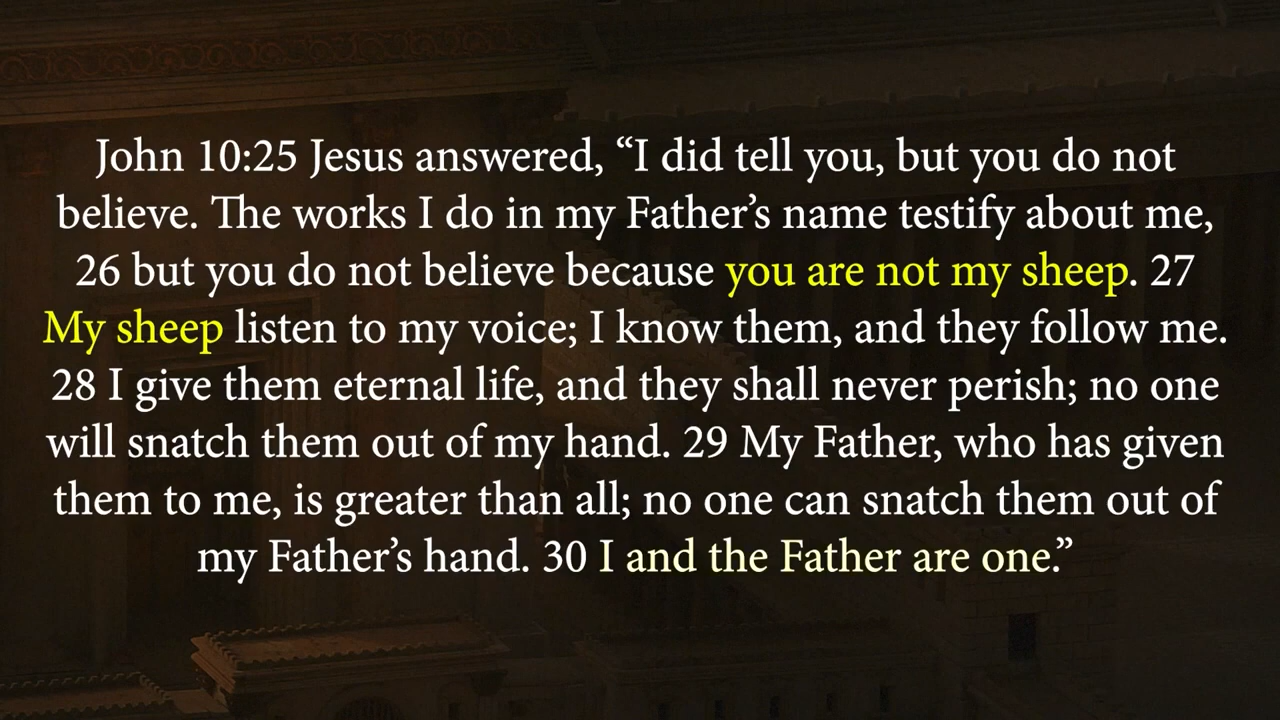 John 10:25 Jesus answered, “I did tell you, but you do not
believe. The works I do in my Father’s name testify about me,
26 but you do not believe because you are not my sheep. 27
My sheep listen to my voice; I know them, and they follow me.
28 I give them eternal life, and they shall never perish; no one
will snatch them out of my hand. 29 My Father, who has given
them to me, is greater than all; no one can snatch them out of
my Father’s hand. 30 I and the Father are one.”